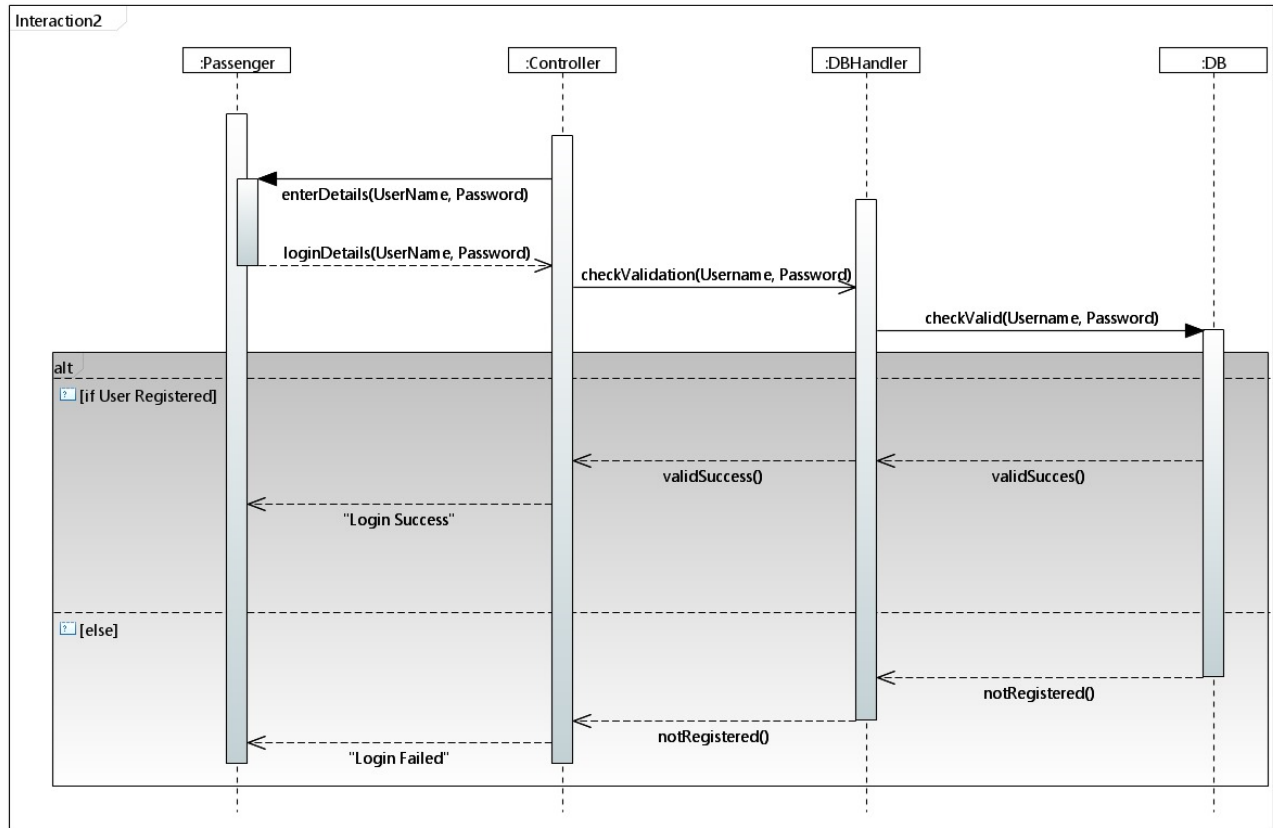 Interaction2
:Passenger
:Controller
:DBHandler
:DB
enterDetails(UserName, Password)
loginDetails(UserName, Password)
checkValidation(Username, Password)
checkValid(Username, Password)
alt
[if User Registered]
validSuccess()
validSucces()
"Login Success"
[else]
notRegistered()
notRegistered()
"Login Failed"